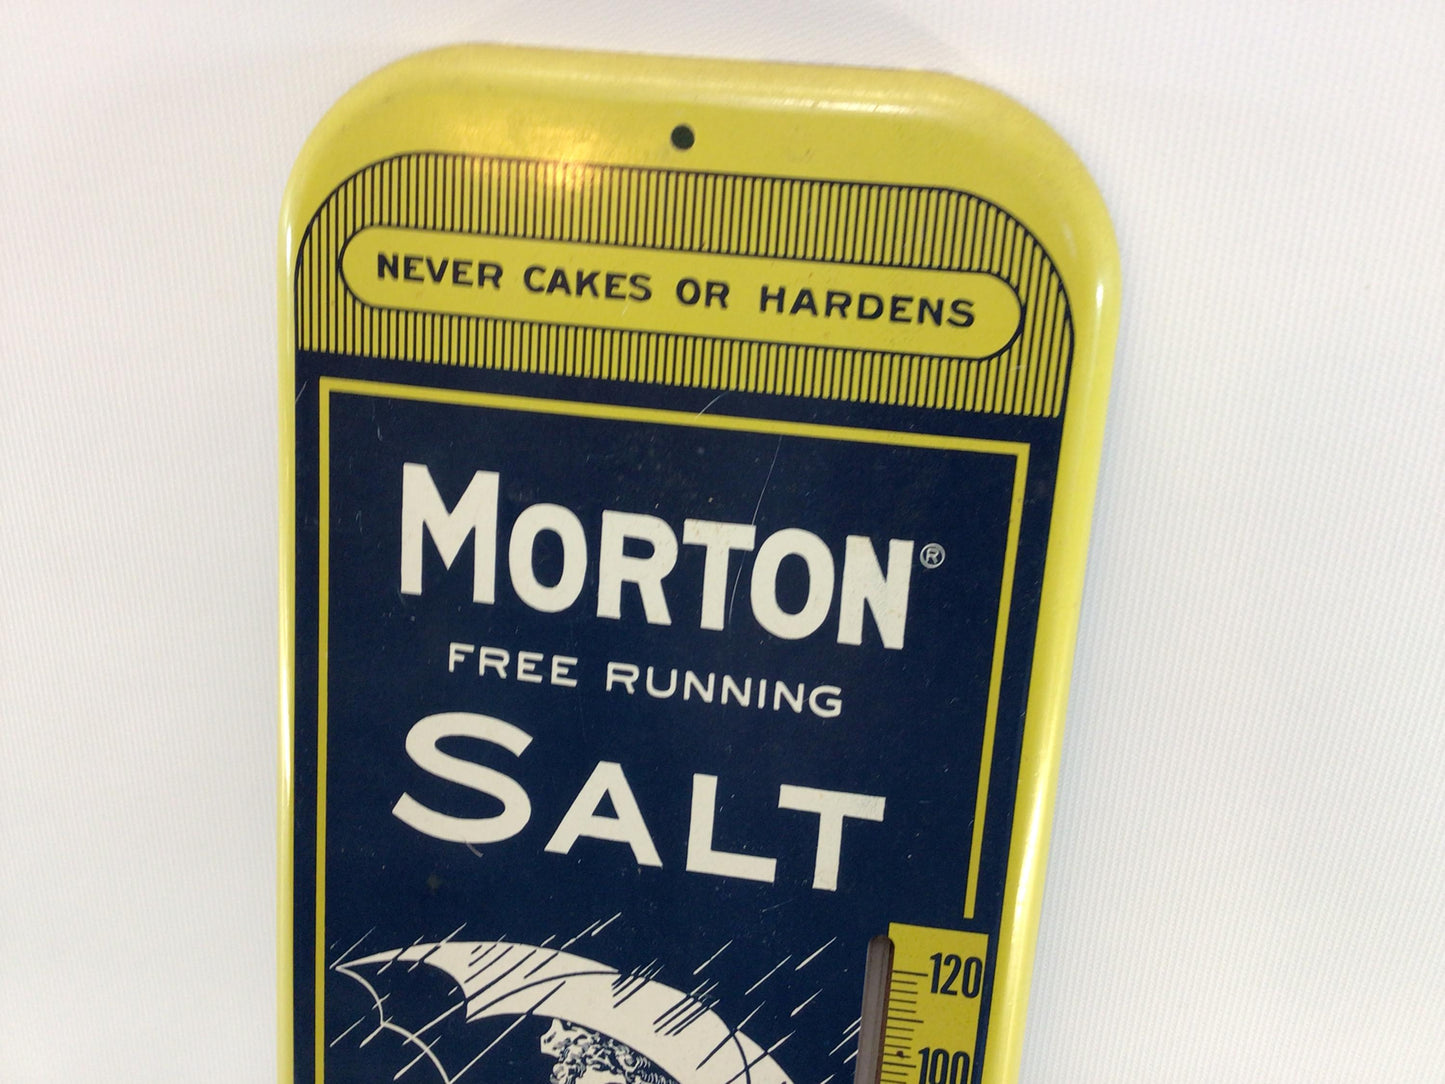 NEVER CAKES OR HARDENS
MORTON®
FREE RUNNING
SALT
120
100